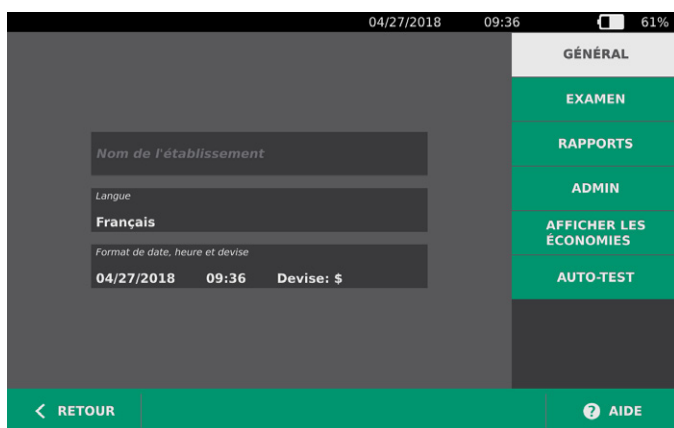 04/27/2018 09:36 61%
GÉNÉRAL
EXAMEN
RAPPORTS
ADMIN
AFFICHER LES
ÉCONOMIES
AUTO-TEST
Nom de l'établissement
Langue
Français
Format de date, heure et devise
04/27/2018 09:36 Devise: $
RETOUR
? AIDE